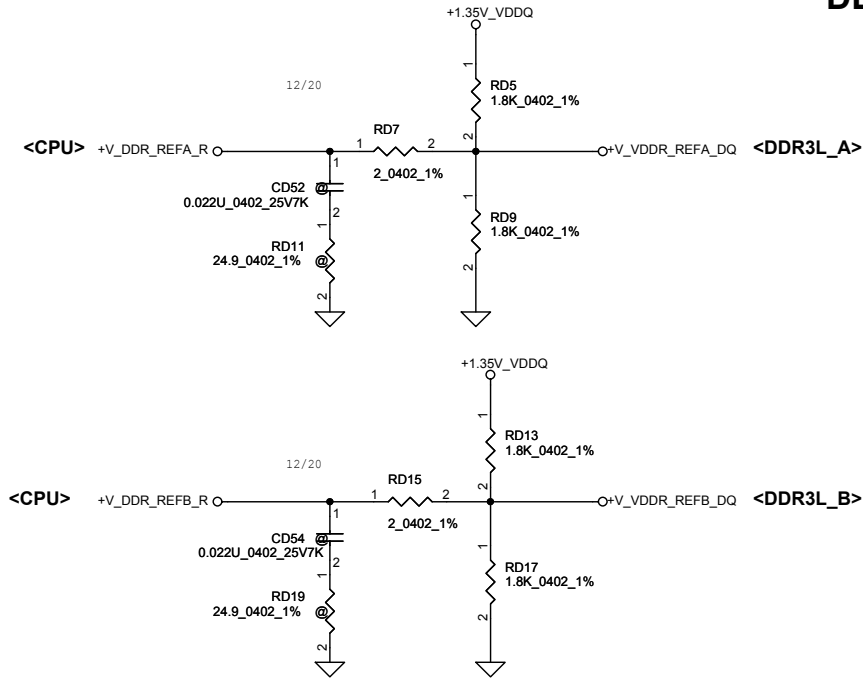 +1.35V_VDDQ
1
RD5
1.8K_0402_1%
2
12/20
<CPU> +V_DDR_REFA_R
RD7
1 2
2_0402_1%
+V_VDDR_REFA_DQ <DDR3L_A>
1
CD52 @
0.022U_0402_25V7K
2
1
RD11
24.9_0402_1% @
2
1
RD9
1.8K_0402_1%
2
+1.35V_VDDQ
1
RD13
1.8K_0402_1%
2
12/20
<CPU> +V_DDR_REFB_R
RD15
1 2
2_0402_1%
+V_VDDR_REFB_DQ <DDR3L_B>
1
CD54 @
0.022U_0402_25V7K
2
1
RD19
24.9_0402_1% @
2
1
RD17
1.8K_0402_1%
2